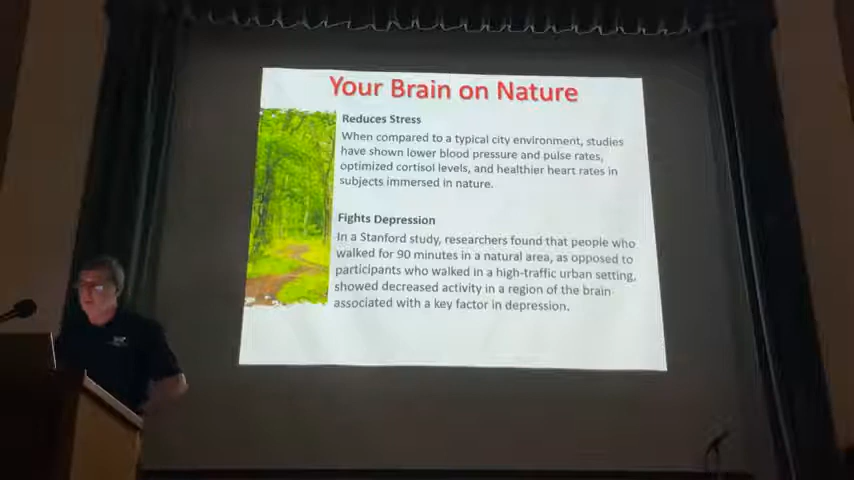 Your Brain on Nature
Reduces Stress
When compared to a typical city environment, studies
have shown lower blood pressure and pulse rates,
optimized cortisol levels, and healthier heart rates in
subjects immersed in nature.
Fights Depression
In a Stanford study, researchers found that people who
walked for 90 minutes in a natural area, as opposed to
participants who walked in a high-traffic urban setting,
showed decreased activity in a region of the brain
associated with a key factor in depression.